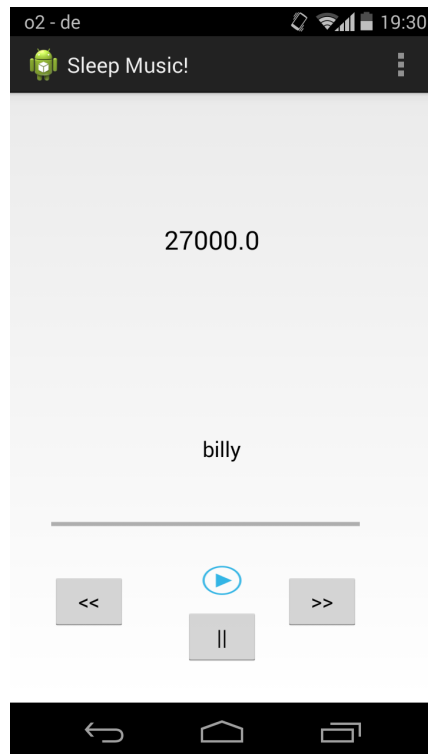 o2 - de 19:30
Sleep Music!
27000.0
billy
<< >>
||